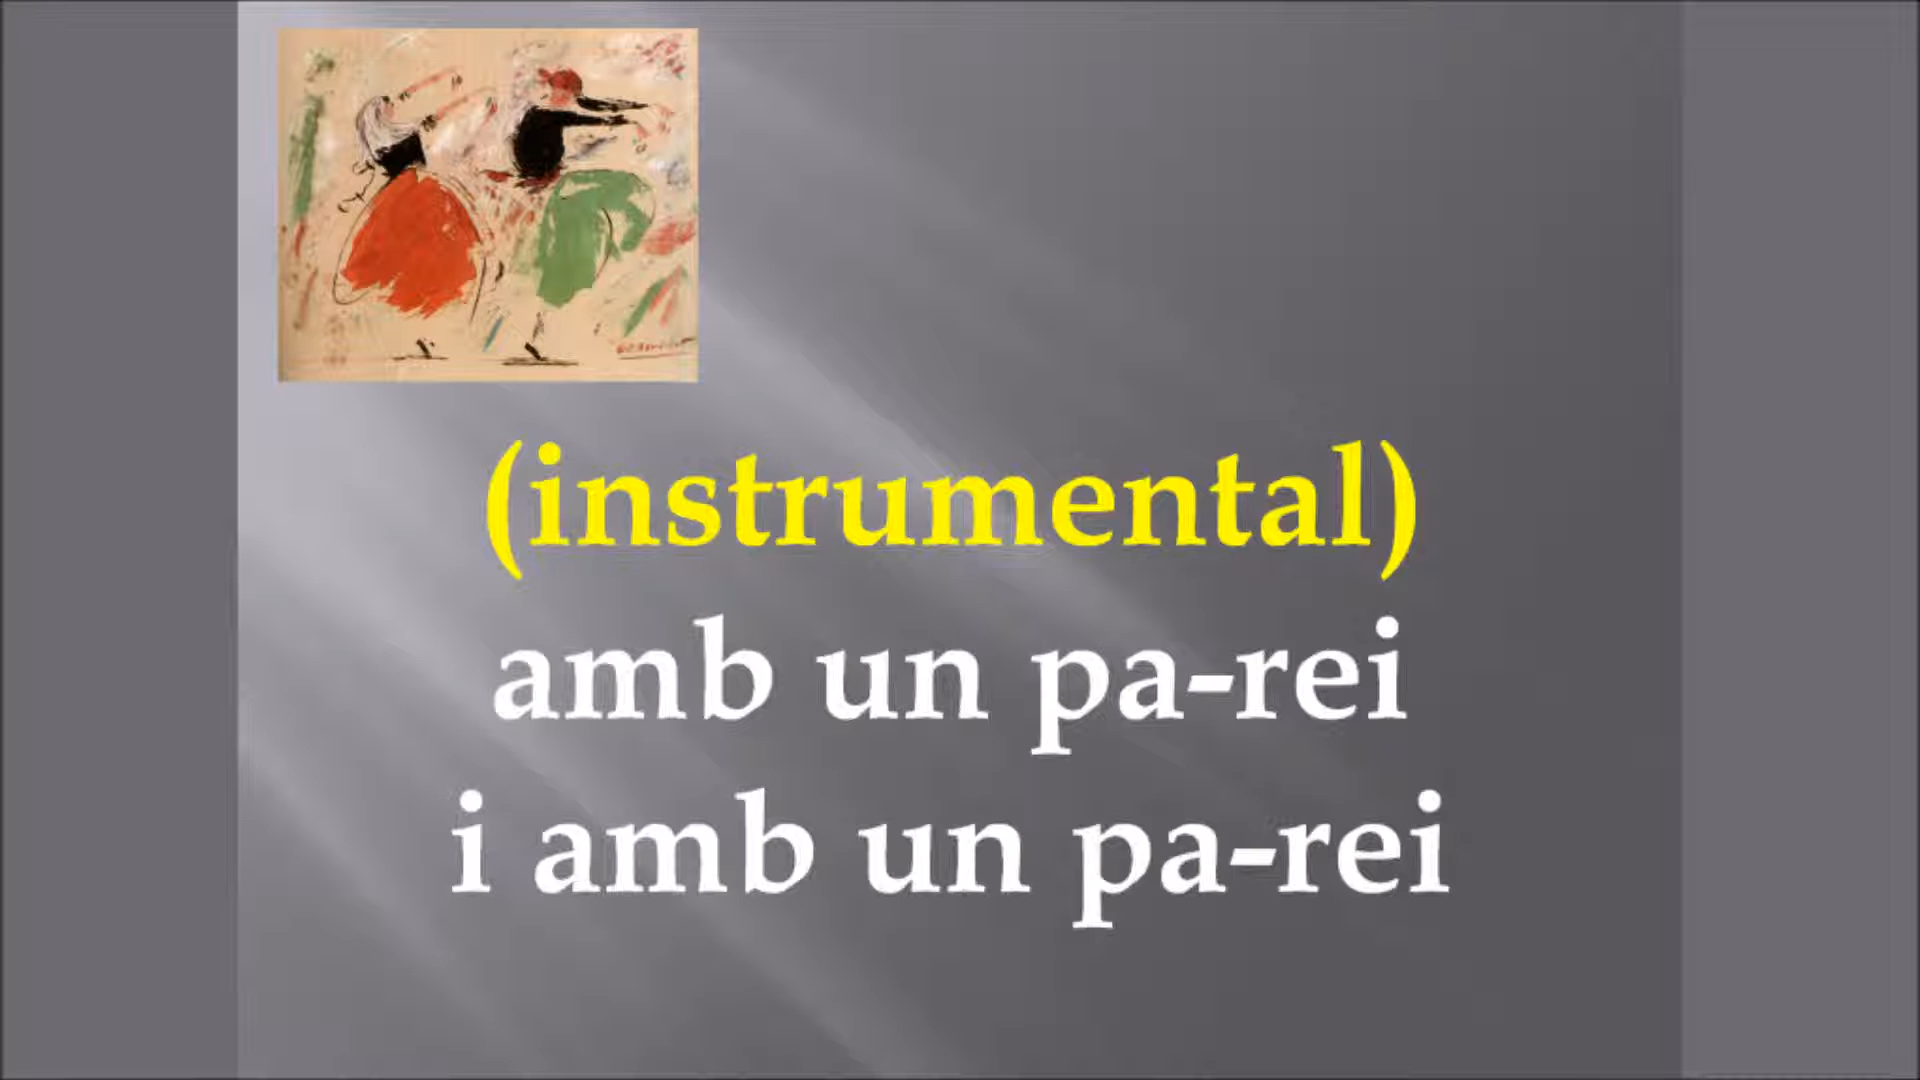 (instrumental)
amb un pa-rei
i amb un pa-rei